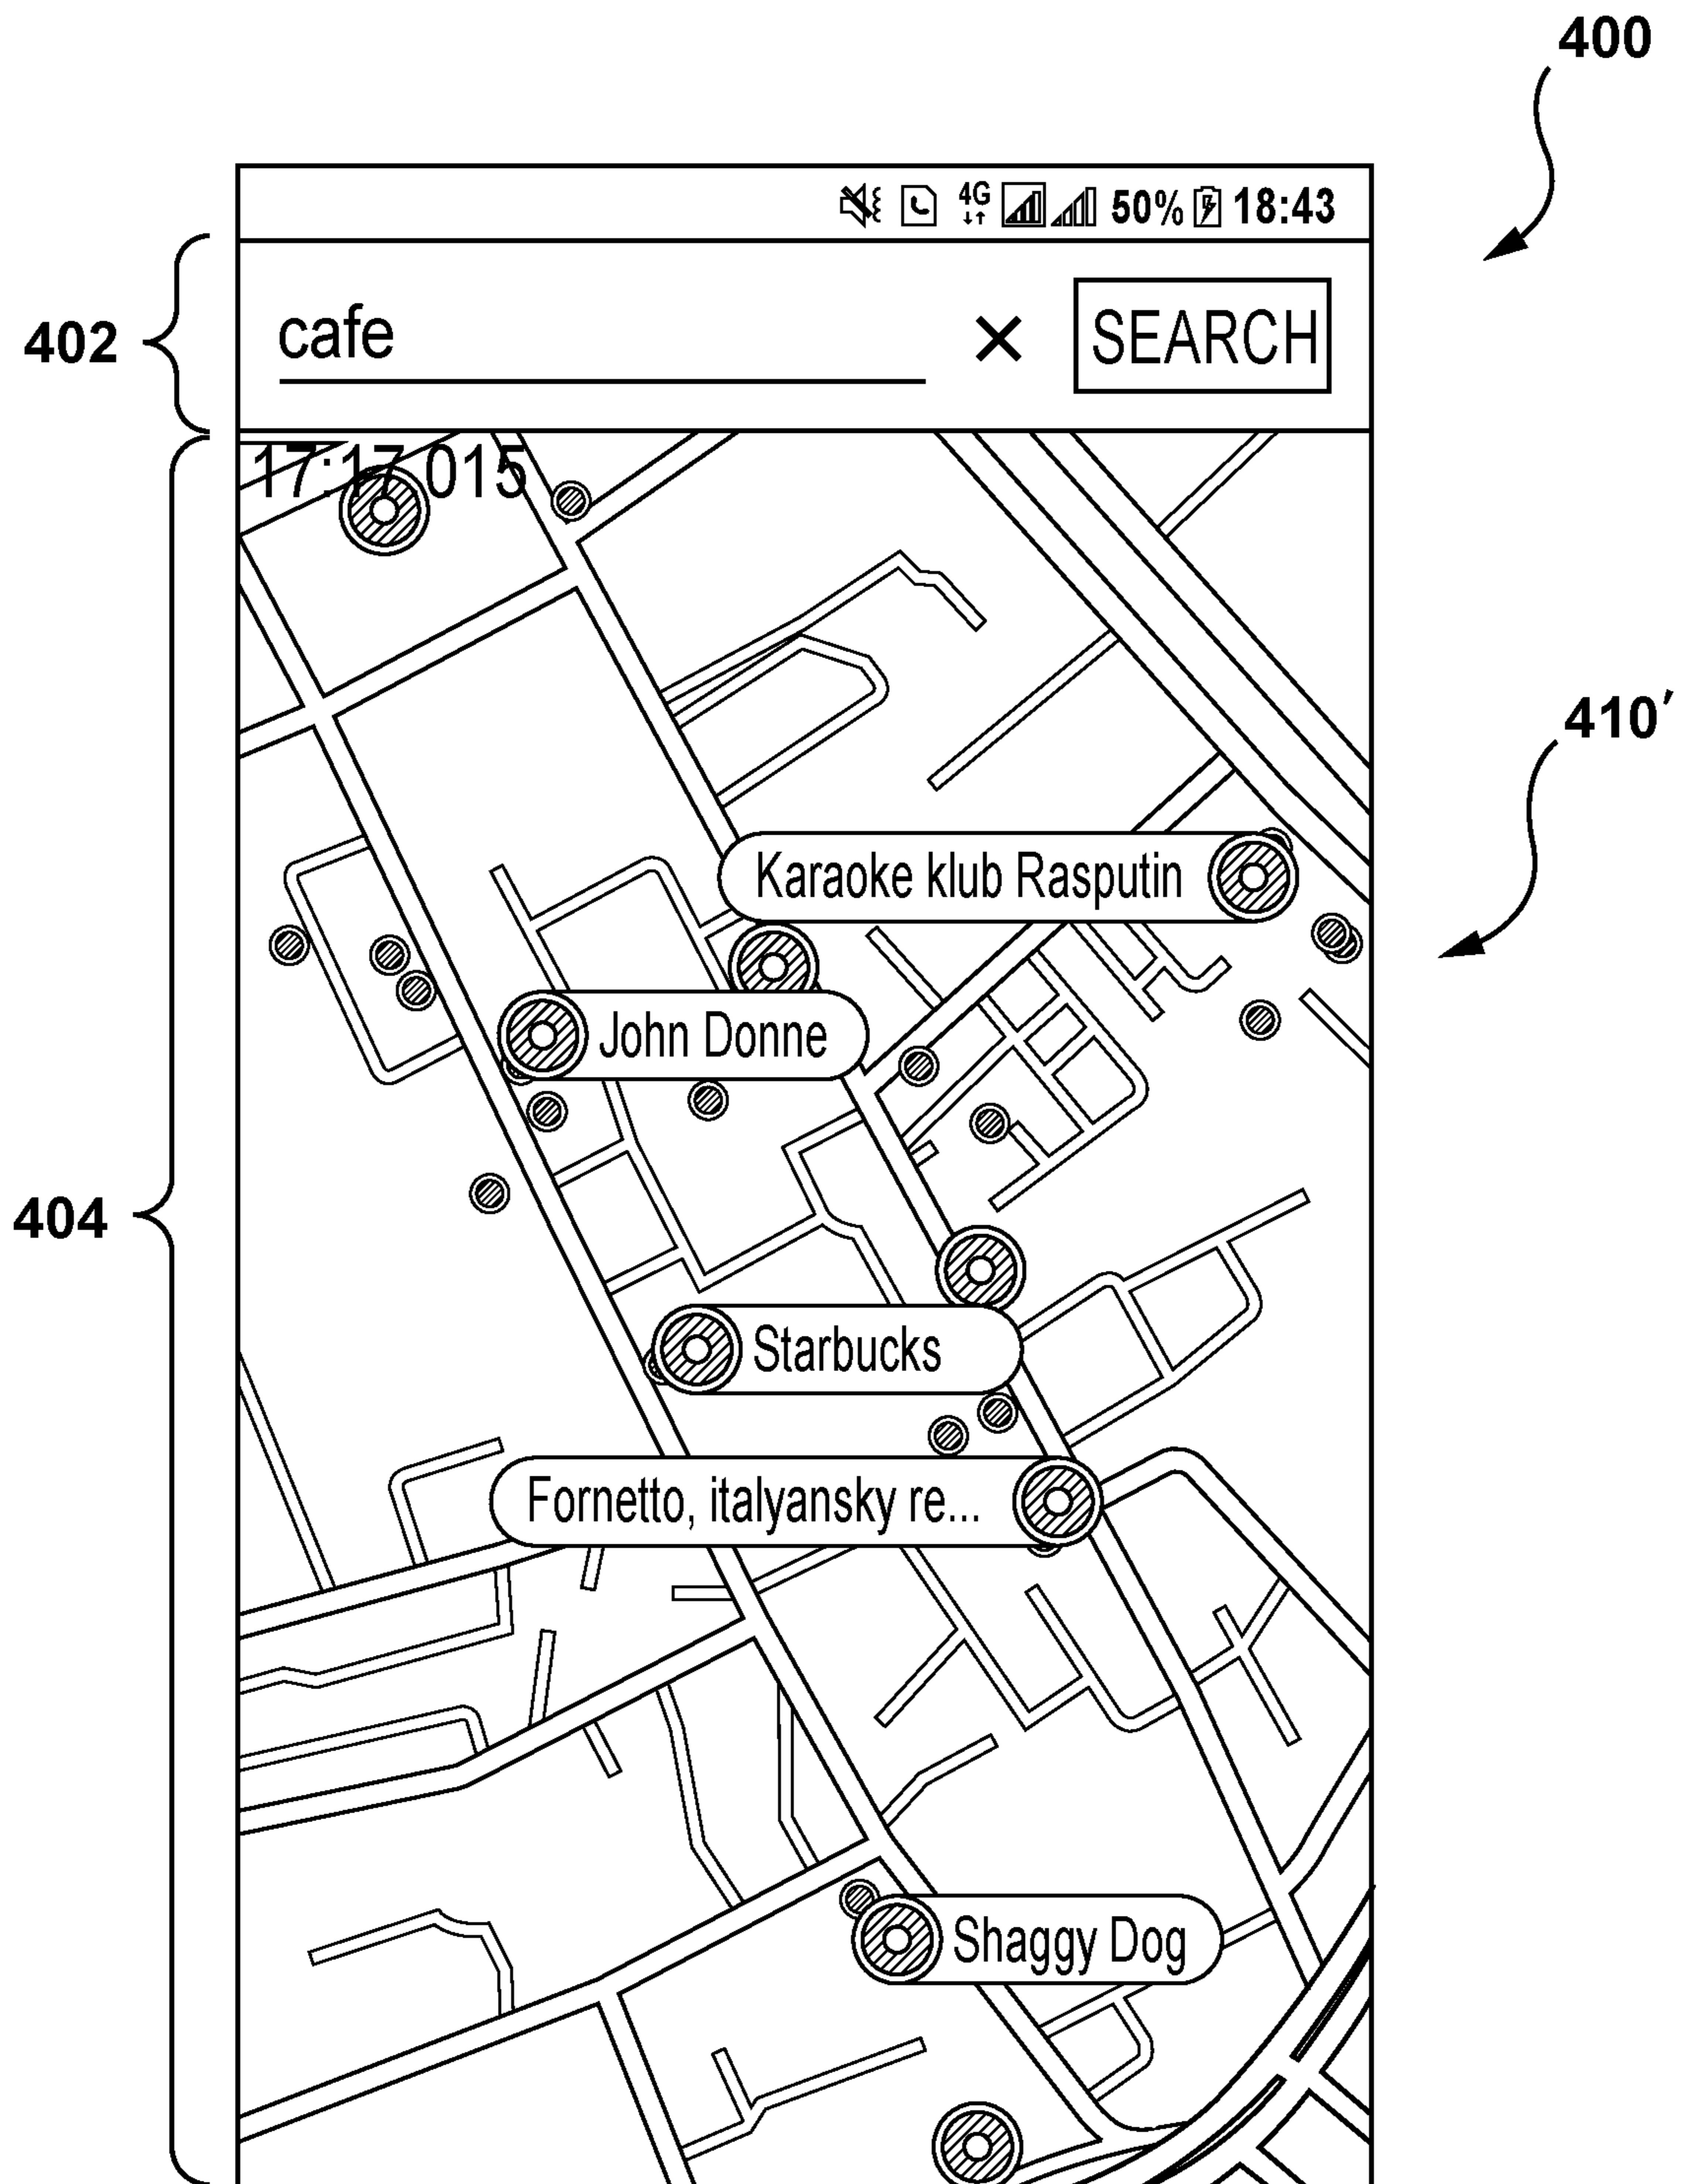 400
4G 50% 18:43
402
cafe × SEARCH
17:17 015
410′
Karaoke klub Rasputin
John Donne
404
Starbucks
Fornetto, italyansky re...
Shaggy Dog